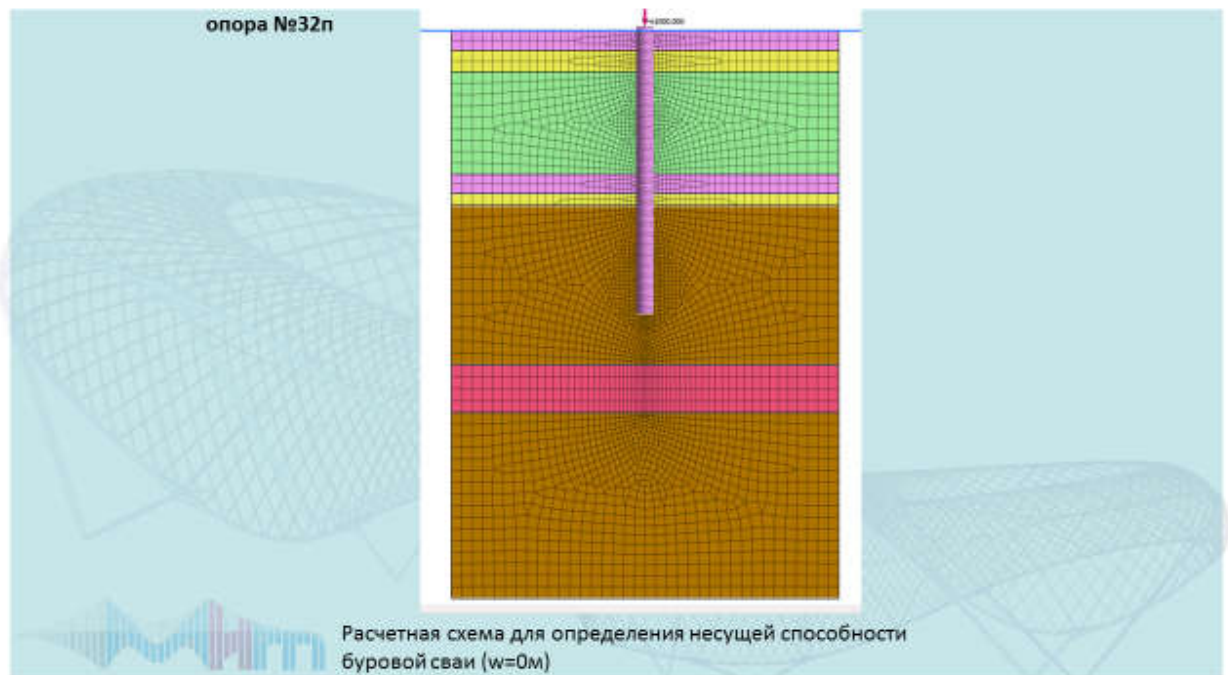 опора №32п
Расчетная схема для определения несущей способности
буровой сваи (w=0м)